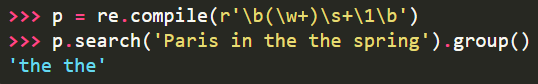 >>> p = re.compile(r'\b(\w+)\s+\1\b')
>>> p.search('Paris in the the spring').group()
'the the'